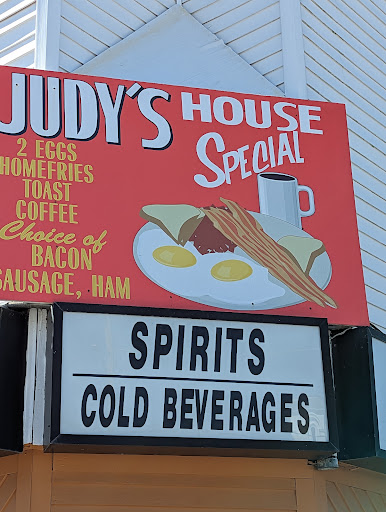 JUDY'S HOUSE
SPECIAL
2 EGGS
HOMEFRIES
TOAST
COFFEE
Choice of
BACON
SAUSAGE, HAM
SPIRITS
COLD BEVERAGES